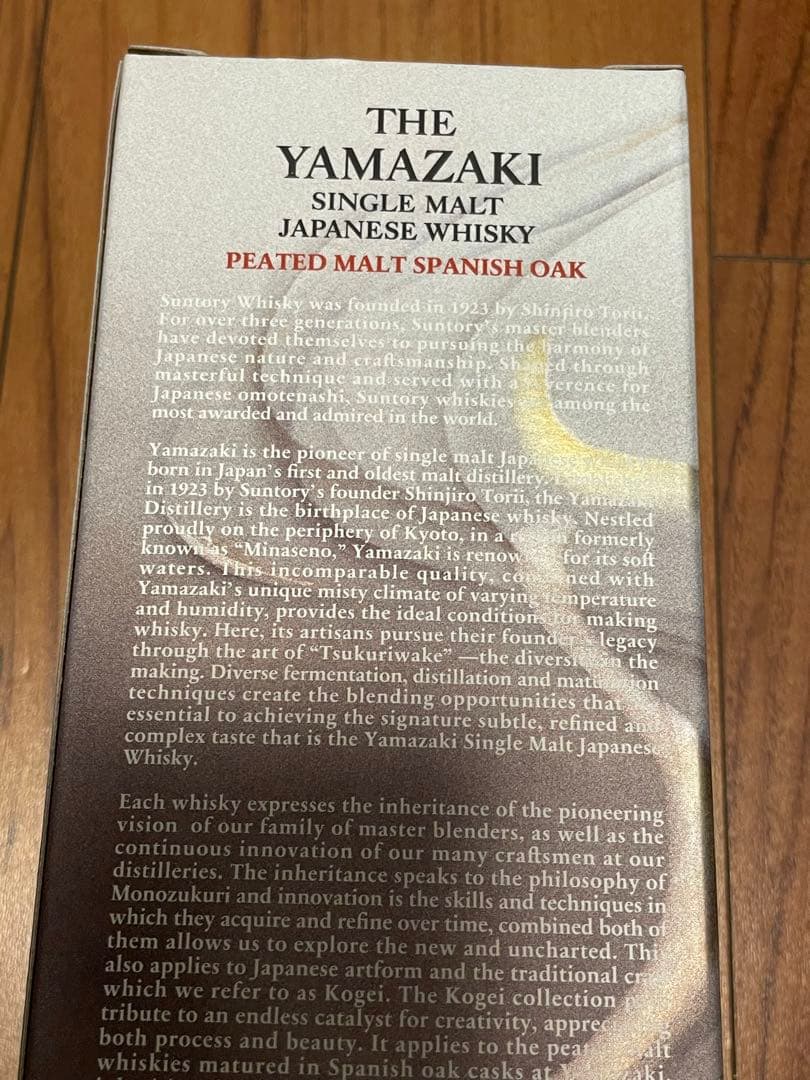 THE
YAMAZAKI
SINGLE MALT
JAPANESE WHISKY
PEATED MALT SPANISH OAK
Suntory Whisky was founded in 1923 by Shinjiro Torii.
For over three generations, Suntory's master blenders
have devoted themselves to pursuing the harmony of
Japanese nature and craftsmanship. Shaped through
masterful technique and served with a reverence for
Japanese omotenashi, Suntory whiskies among the
most awarded and admired in the world.
Yamazaki is the pioneer of single malt
born in Japan's first and oldest malt distillery.
in 1923 by Suntory's founder Shinjiro Torii, the Yamazaki
Distillery is the birthplace of Japanese whisky. Nestled
proudly on the periphery of Kyoto, in a formerly
known as "Minaseno," Yamazaki is for its soft
waters. This incomparable quality, combined with
Yamazaki's unique misty climate of varying temperature
and humidity, provides the ideal conditions for making
whisky. Here, its artisans pursue their founder's legacy
through the art of "Tsukuriwake" —the in the
making. Diverse fermentation, distillation and maturation
techniques create the blending opportunities that
essential to achieving the signature subtle, refined and
complex taste that is the Yamazaki Single Malt Japanese
Whisky.
Each whisky expresses the inheritance of the pioneering
vision of our family of master blenders, as well as the
continuous innovation of our many craftsmen at our
distilleries. The inheritance speaks to the philosophy of
Monozukuri and innovation is the skills and techniques in
which they acquire and refine over time, combined both of
them allows us to explore the new and uncharted. This
also applies to Japanese artform and the traditional
which we refer to as Kogei. The Kogei collection
tribute to an endless catalyst for creativity,
both process and beauty. It applies to the malt
whiskies matured in Spanish oak casks at Yamazaki